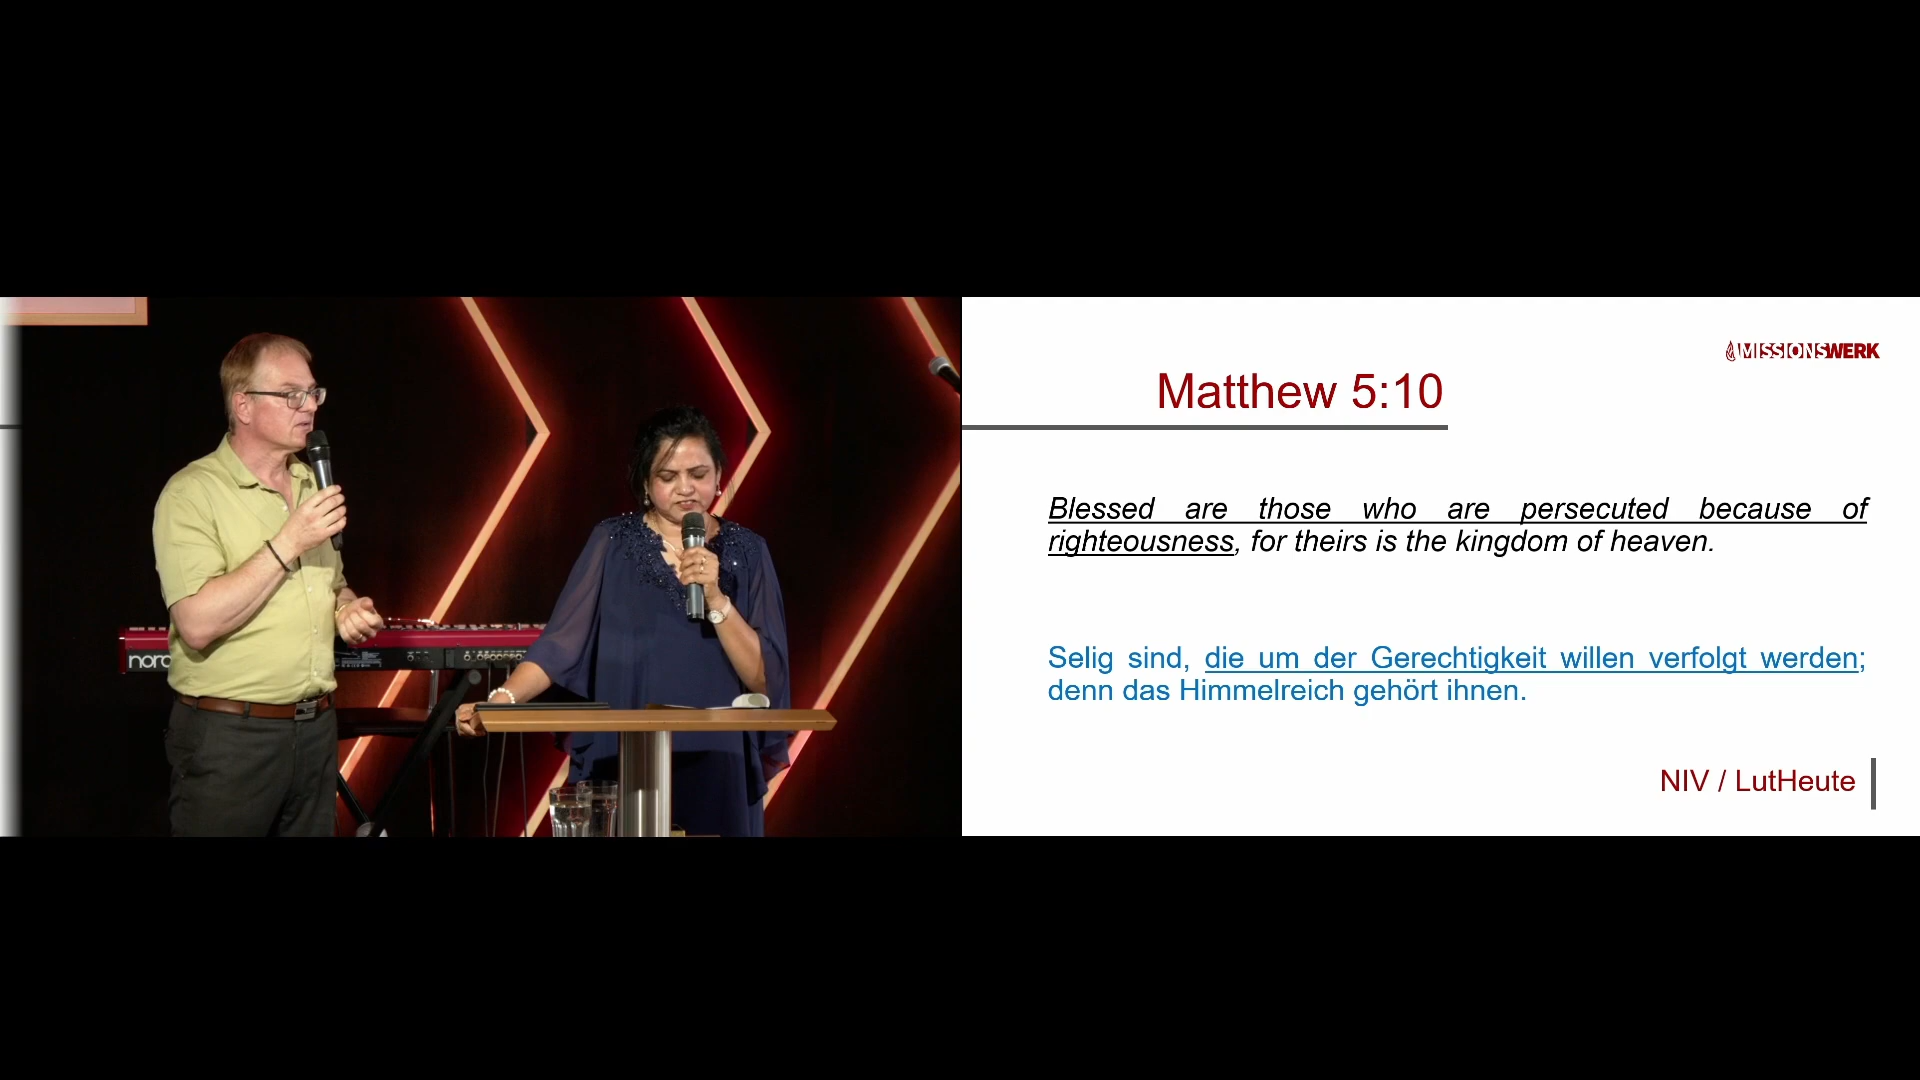 nord
MISSIONSWERK
Matthew 5:10
Blessed are those who are persecuted because of
righteousness, for theirs is the kingdom of heaven.
Selig sind, die um der Gerechtigkeit willen verfolgt werden;
denn das Himmelreich gehört ihnen.
NIV / LutHeute